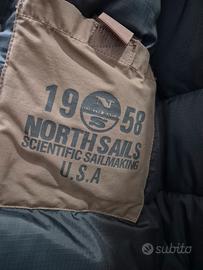 19 58
NORTH SAILS
SCIENTIFIC SAILMAKING
U.S.A
subito